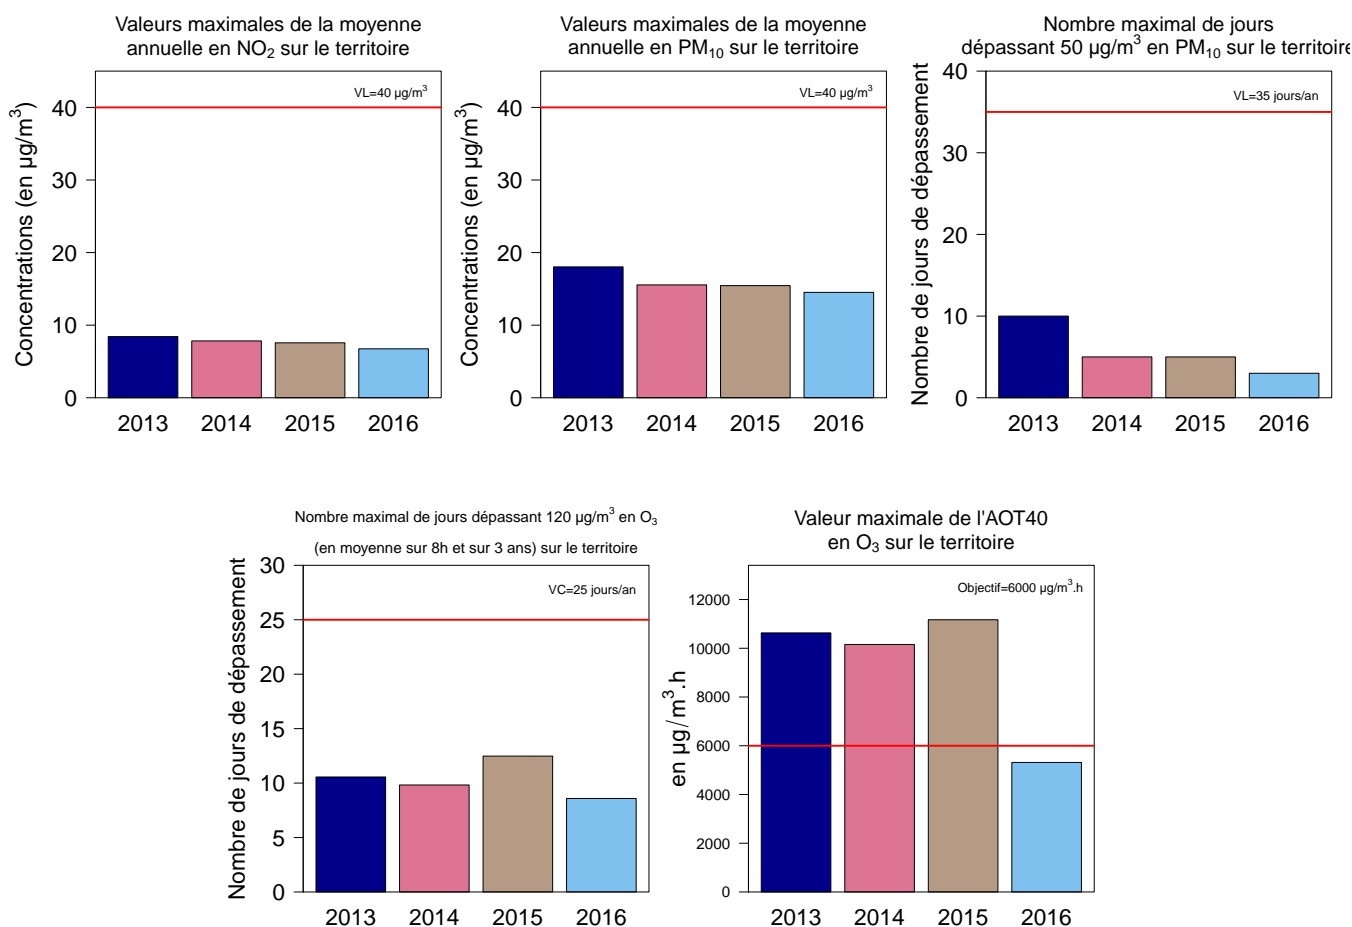 Valeurs maximales de la moyenne
annuelle en NO₂ sur le territoire
VL=40 µg/m³
Concentrations (en µg/m³)
40
30
20
10
0
2013 2014 2015 2016
Valeurs maximales de la moyenne
annuelle en PM₁₀ sur le territoire
VL=40 µg/m³
Concentrations (en µg/m³)
40
30
20
10
0
2013 2014 2015 2016
Nombre maximal de jours
dépassant 50 µg/m³ en PM₁₀ sur le territoire
VL=35 jours/an
Nombre de jours de dépassement
40
30
20
10
0
2013 2014 2015 2016
Nombre maximal de jours dépassant 120 µg/m³ en O₃
(en moyenne sur 8h et sur 3 ans) sur le territoire
VC=25 jours/an
Nombre de jours de dépassement
30
25
20
15
10
5
0
2013 2014 2015 2016
Valeur maximale de l'AOT40
en O₃ sur le territoire
Objectif=6000 µg/m³.h
en µg/m³.h
12000
10000
8000
6000
4000
2000
0
2013 2014 2015 2016